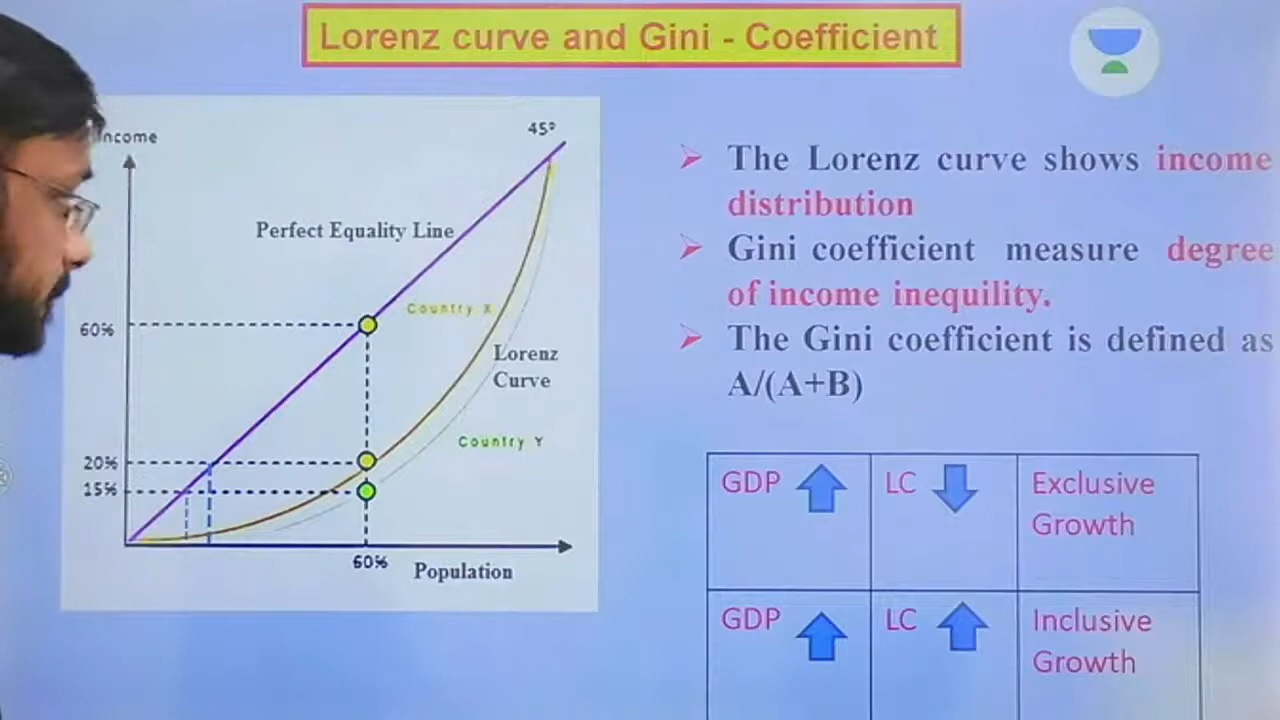 Lorenz curve and Gini - Coefficient
Income
45º
Perfect Equality Line
Country X
60%
Lorenz
Curve
Country Y
20%
15%
60%
Population
The Lorenz curve shows income
distribution
Gini coefficient measure degree
of income inequility.
The Gini coefficient is defined as
A/(A+B)
GDP LC Exclusive
Growth
GDP LC Inclusive
Growth